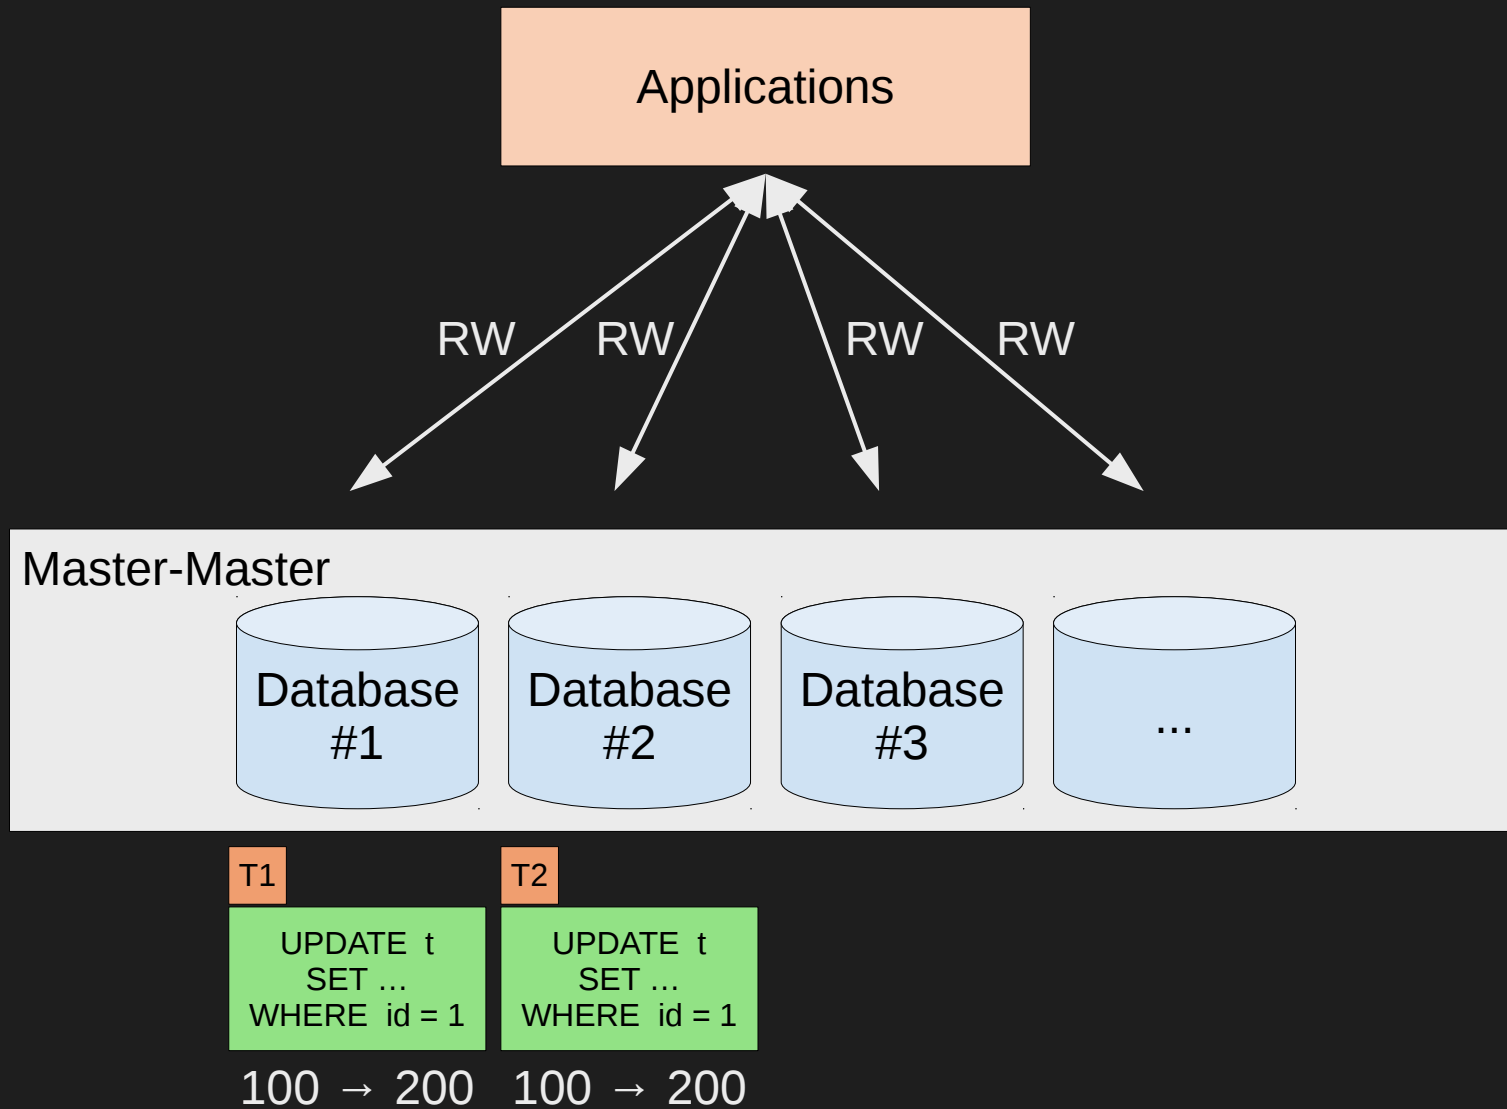 Applications
RW RW RW RW
Master-Master
Database
#1
Database
#2
Database
#3
...
T1
UPDATE t
SET …
WHERE id = 1
100 → 200
T2
UPDATE t
SET …
WHERE id = 1
100 → 200